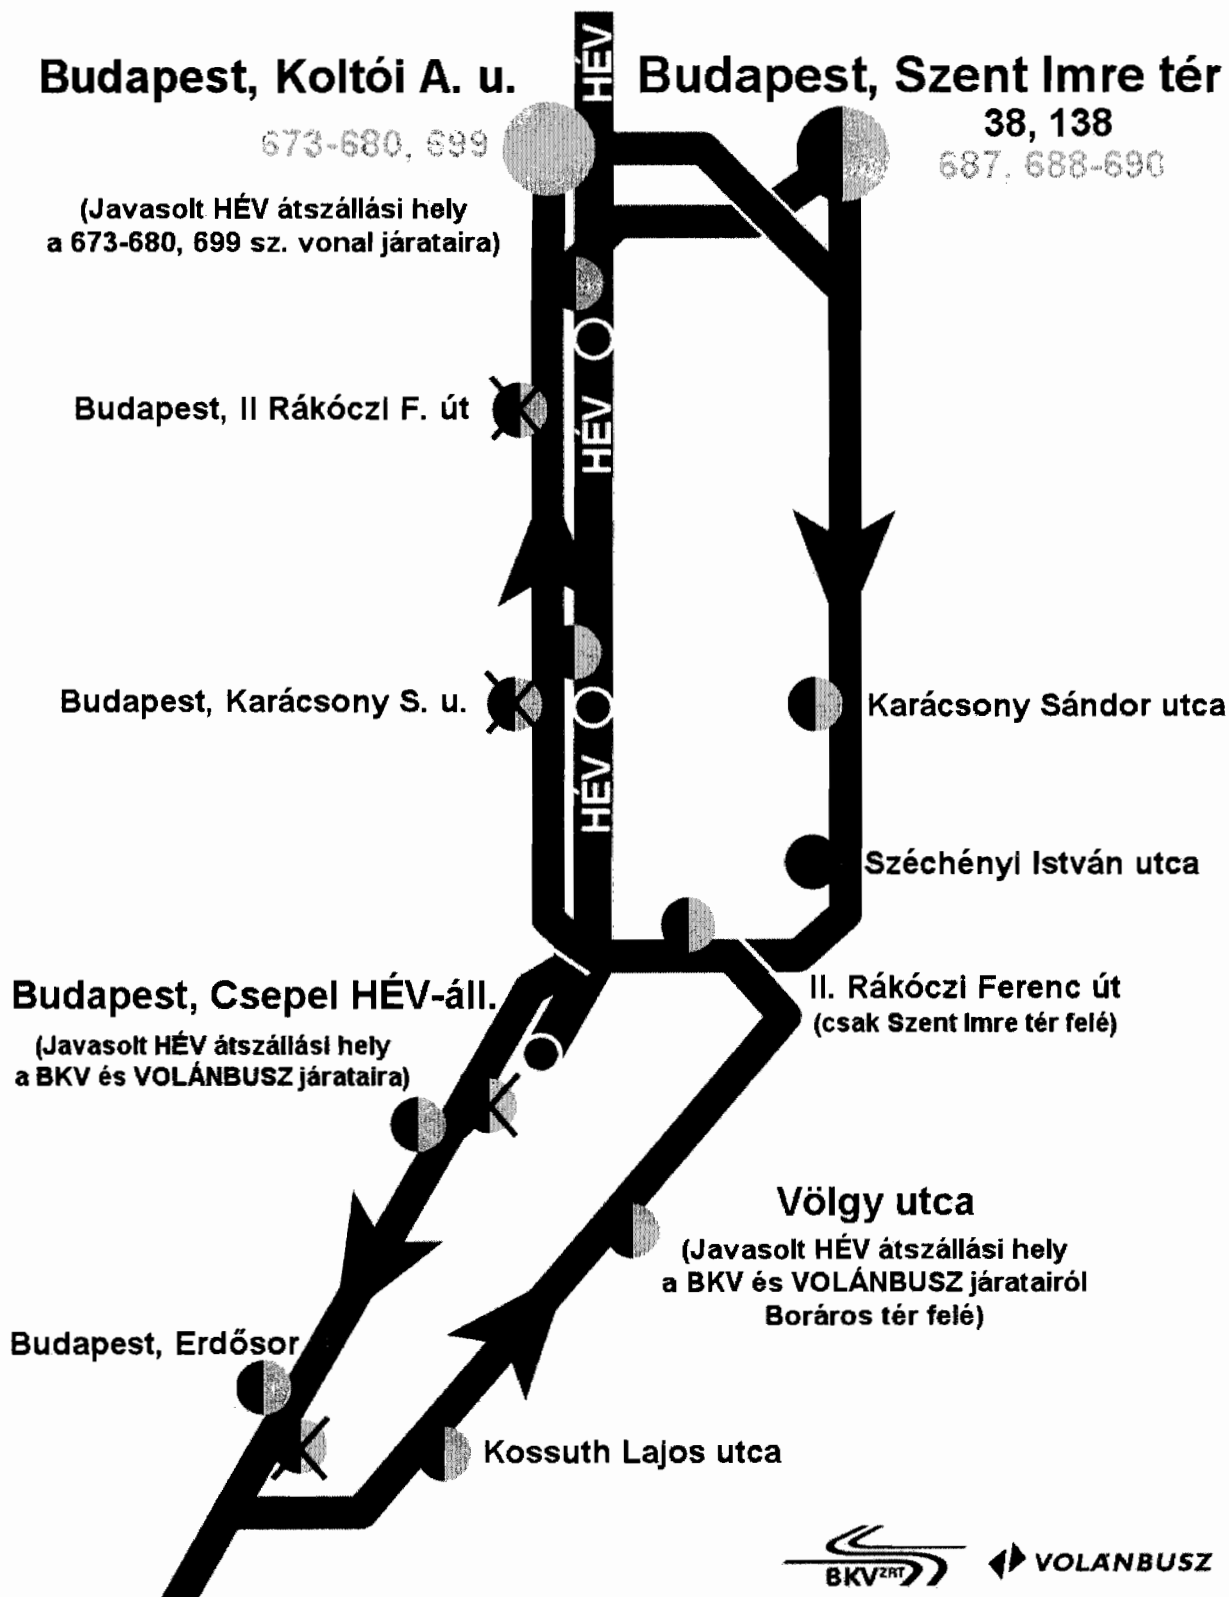 HÉV
Budapest, Koltói A. u.
673-680, 699
(Javasolt HÉV átszállási hely
a 673-680, 699 sz. vonal járataira)
Budapest, Szent Imre tér
38, 138
687, 688-690
Budapest, II Rákóczi F. út
HÉV
Budapest, Karácsony S. u.
Karácsony Sándor utca
HÉV
Széchényi István utca
Budapest, Csepel HÉV-áll.
(Javasolt HÉV átszállási hely
a BKV és VOLÁNBUSZ járataira)
II. Rákóczi Ferenc út
(csak Szent Imre tér felé)
Völgy utca
(Javasolt HÉV átszállási hely
a BKV és VOLÁNBUSZ járatairól
Boráros tér felé)
Budapest, Erdősor
Kossuth Lajos utca
BKV ZRT
VOLÁNBUSZ